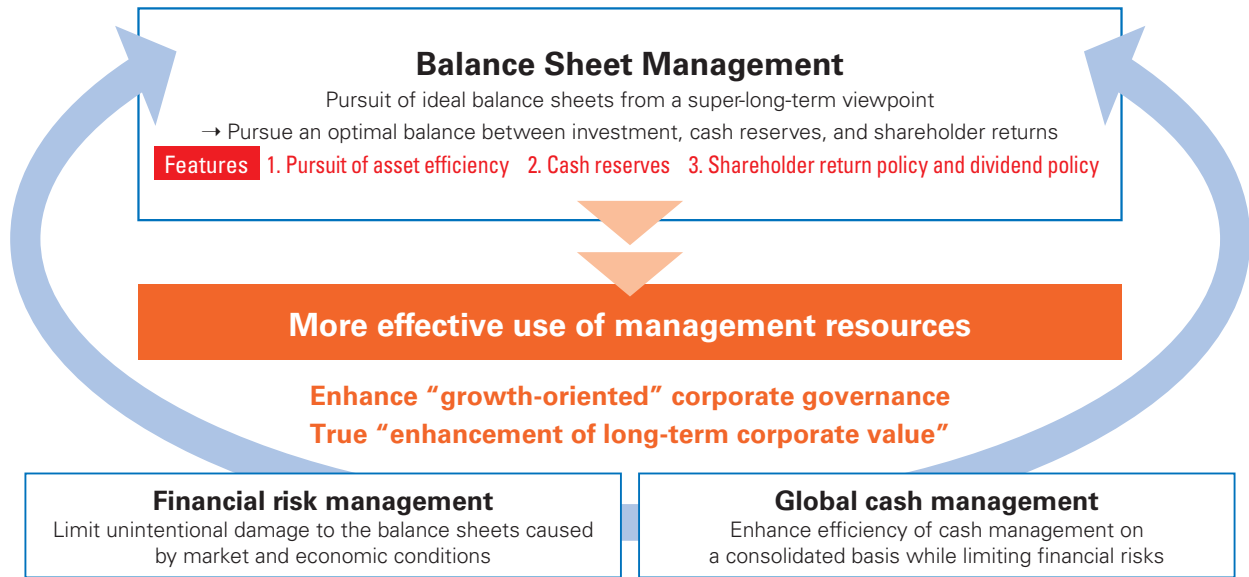 Balance Sheet Management
Pursuit of ideal balance sheets from a super-long-term viewpoint
→ Pursue an optimal balance between investment, cash reserves, and shareholder returns
Features 1. Pursuit of asset efficiency 2. Cash reserves 3. Shareholder return policy and dividend policy
More effective use of management resources
Enhance “growth-oriented” corporate governance
True “enhancement of long-term corporate value”
Financial risk management
Limit unintentional damage to the balance sheets caused
by market and economic conditions
Global cash management
Enhance efficiency of cash management on
a consolidated basis while limiting financial risks